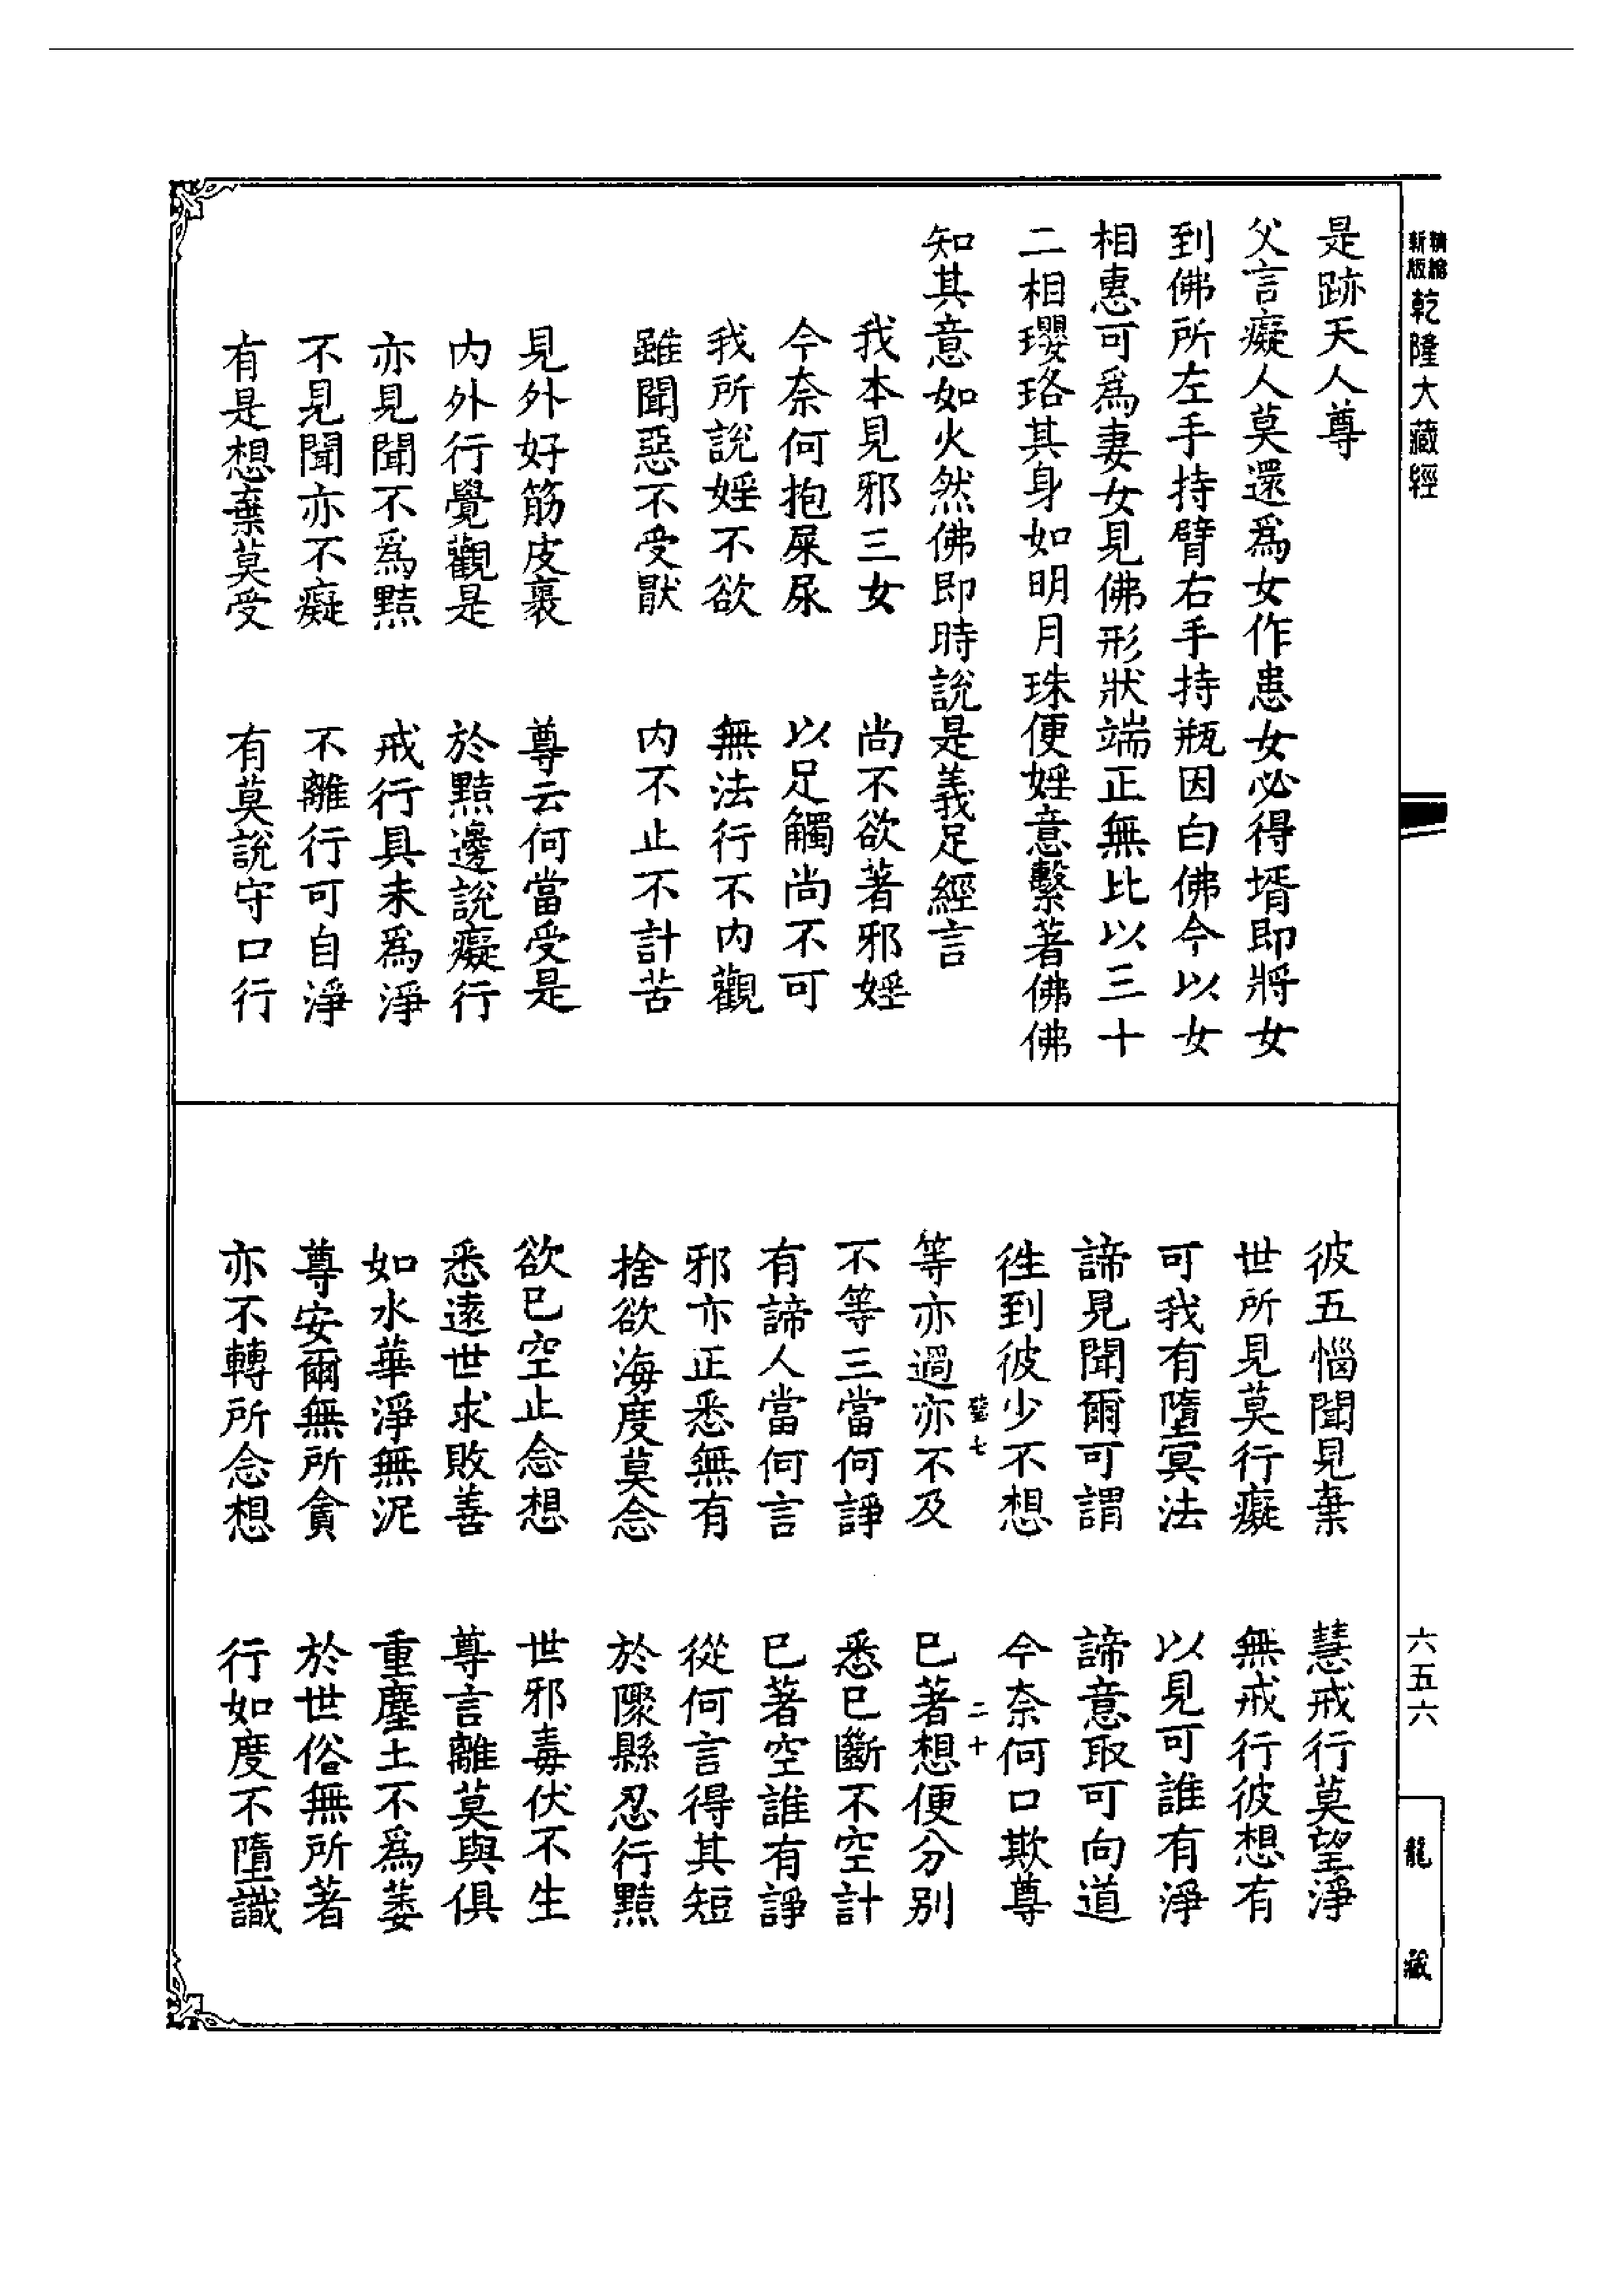 精繪新版乾隆大藏經
是跡天人尊
父言癡人莫還爲女作患女必得壻即將女
到佛所左手持臂右手持瓶因白佛今以女
相惠可爲妻女見佛形狀端正無比以三十
二相瓔珞其身如明月珠便婬意繫著佛佛
知其意如火然佛即時說是義足經言
我本見邪三女 尚不欲著邪婬
今奈何抱屎尿 以足觸尚不可
我所說婬不欲 無法行不内觀
雖聞惡不受猒 内不止不計苦
見外好筋皮裹 尊云何當受是
内外行覺觀是 於黠邊說癡行
亦見聞不爲黠 戒行具未爲淨
不見聞亦不癡 不離行可自淨
有是想棄莫受 有莫說守口行
彼五惱聞見棄 慧戒行莫望淨
世所見莫行癡 無戒行彼想有
可我有墮冥法 以見可誰有淨
諦見聞爾可謂 諦意取可向道
徃到彼少不想 今奈何口欺尊
七 二十
等亦過亦不及 已著想便分別
不等三當何諍 悉已斷不空計
有諦人當何言 已著空誰有諍
邪亦正悉無有 從何言得其短
捨欲海度莫念 於㵕縣忍行黠
欲已空止念想 世邪毒伏不生
悉遠世求敗善 尊言離莫與俱
如水華淨無泥 重塵土不爲萎
尊安爾無所貪 於世俗無所著
亦不轉所念想 行如度不墮識
六五六
龍藏